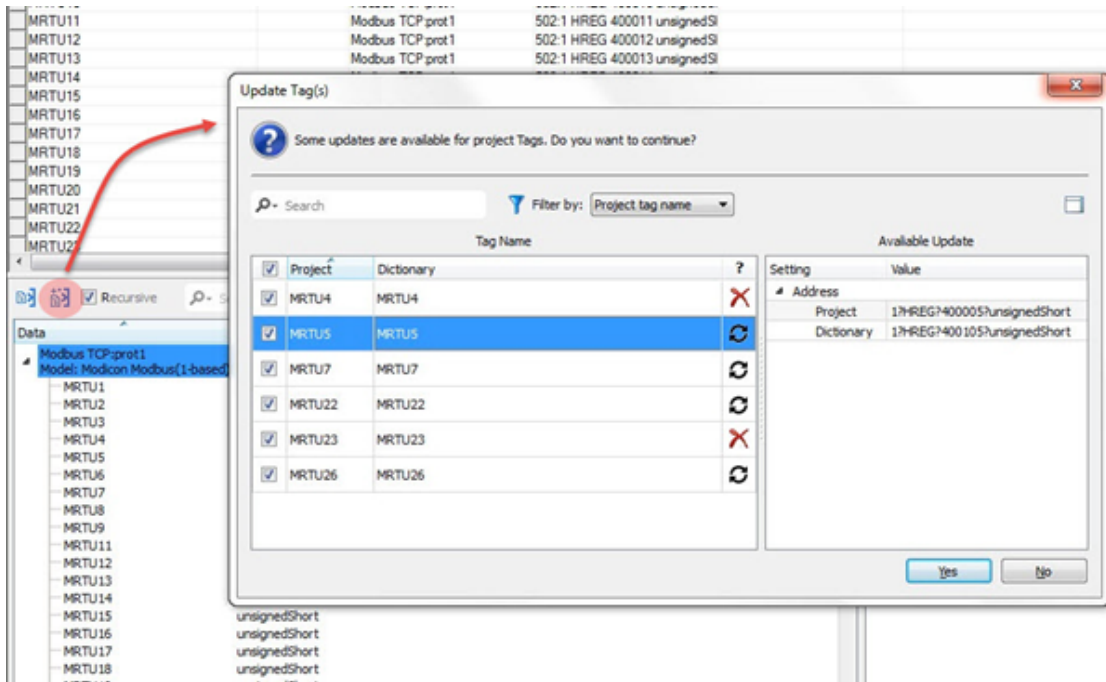 MRTU11 Modbus TCP:prot1 502:1 HREG 400011 unsignedSl
MRTU12 Modbus TCP:prot1 502:1 HREG 400012 unsignedSl
MRTU13 Modbus TCP:prot1 502:1 HREG 400013 unsignedSl
MRTU14
MRTU15
MRTU16
MRTU17
MRTU18
MRTU19
MRTU20
MRTU21
MRTU22
Update Tag(s)
Some updates are available for project Tags. Do you want to continue?
Search Filter by: Project tag name
Tag Name Available Update
Project Dictionary ? Setting Value
MRTU4 MRTU4 Address
Project 1?HREG?400005?unsignedShort
MRTU5 MRTU5 Dictionary 1?HREG?400105?unsignedShort
MRTU7 MRTU7
MRTU22 MRTU22
MRTU23 MRTU23
MRTU26 MRTU26
Yes No
Recursive
Data
Modbus TCP:prot1
Model: Modicon Modbus(1-based)
MRTU1
MRTU2
MRTU3
MRTU4
MRTU5
MRTU6
MRTU7
MRTU8
MRTU9
MRTU11
MRTU12
MRTU13
MRTU14
MRTU15 unsignedShort
MRTU16 unsignedShort
MRTU17 unsignedShort
MRTU18 unsignedShort